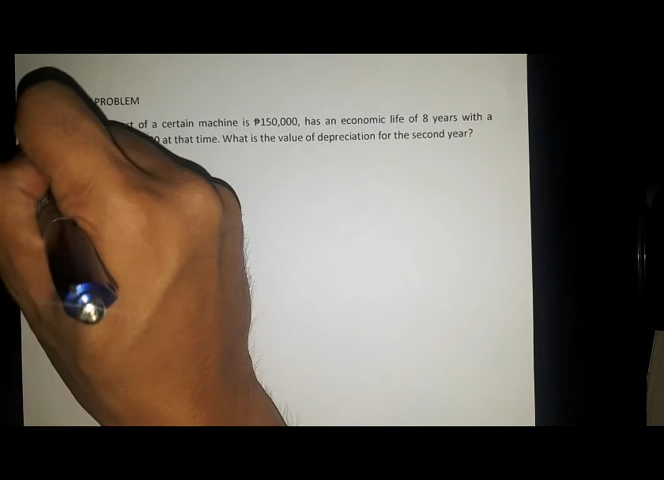 PROBLEM
of a certain machine is ₱150,000, has an economic life of 8 years with a
at that time. What is the value of depreciation for the second year?